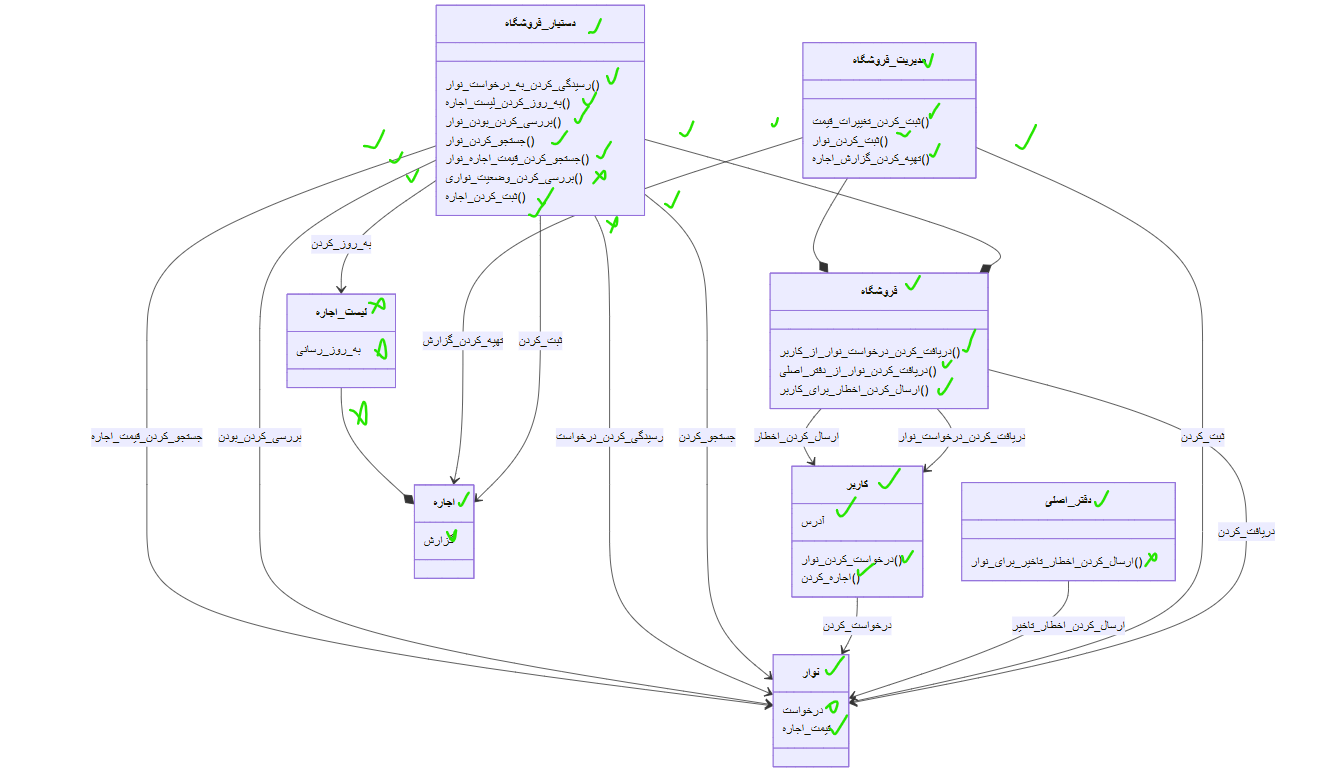 دستیار_فروشگاه
رسیدگی_کردن_به_درخواست_نوار()
به_روز_کردن_لیست_اجاره()
بررسی_کردن_بودن_نوار()
جستجو_کردن_نوار()
جستجو_کردن_قیمت_اجاره_نوار()
بررسی_کردن_وضعیت_نواری()
ثبت_کردن_اجاره()
مدیریت_فروشگاه
ثبت_کردن_تغییرات_قیمت()
ثبت_کردن_نوار()
تهیه_کردن_گزارش_اجاره()
به_روز_کردن
لیست_اجاره
به_روز_رسانی
فروشگاه
دریافت_کردن_درخواست_نوار_از_کاربر()
دریافت_کردن_نوار_از_دفتر_اصلی()
ارسال_کردن_اخطار_برای_کاربر()
تهیه_کردن_گزارش
ثبت_کردن
جستجو_کردن_قیمت_اجاره
بررسی_کردن_بودن
رسیدگی_کردن_درخواست
جستجو_کردن
ارسال_کردن_اخطار
دریافت_کردن_درخواست_نوار
ثبت_کردن
اجاره
گزارش
کاربر
آدرس
درخواست_کردن_نوار()
اجاره_کردن()
دفتر_اصلی
ارسال_کردن_اخطار_تاخیر_برای_نوار()
دریافت_کردن
درخواست_کردن
ارسال_کردن_اخطار_تاخیر
نوار
درخواست
قیمت_اجاره